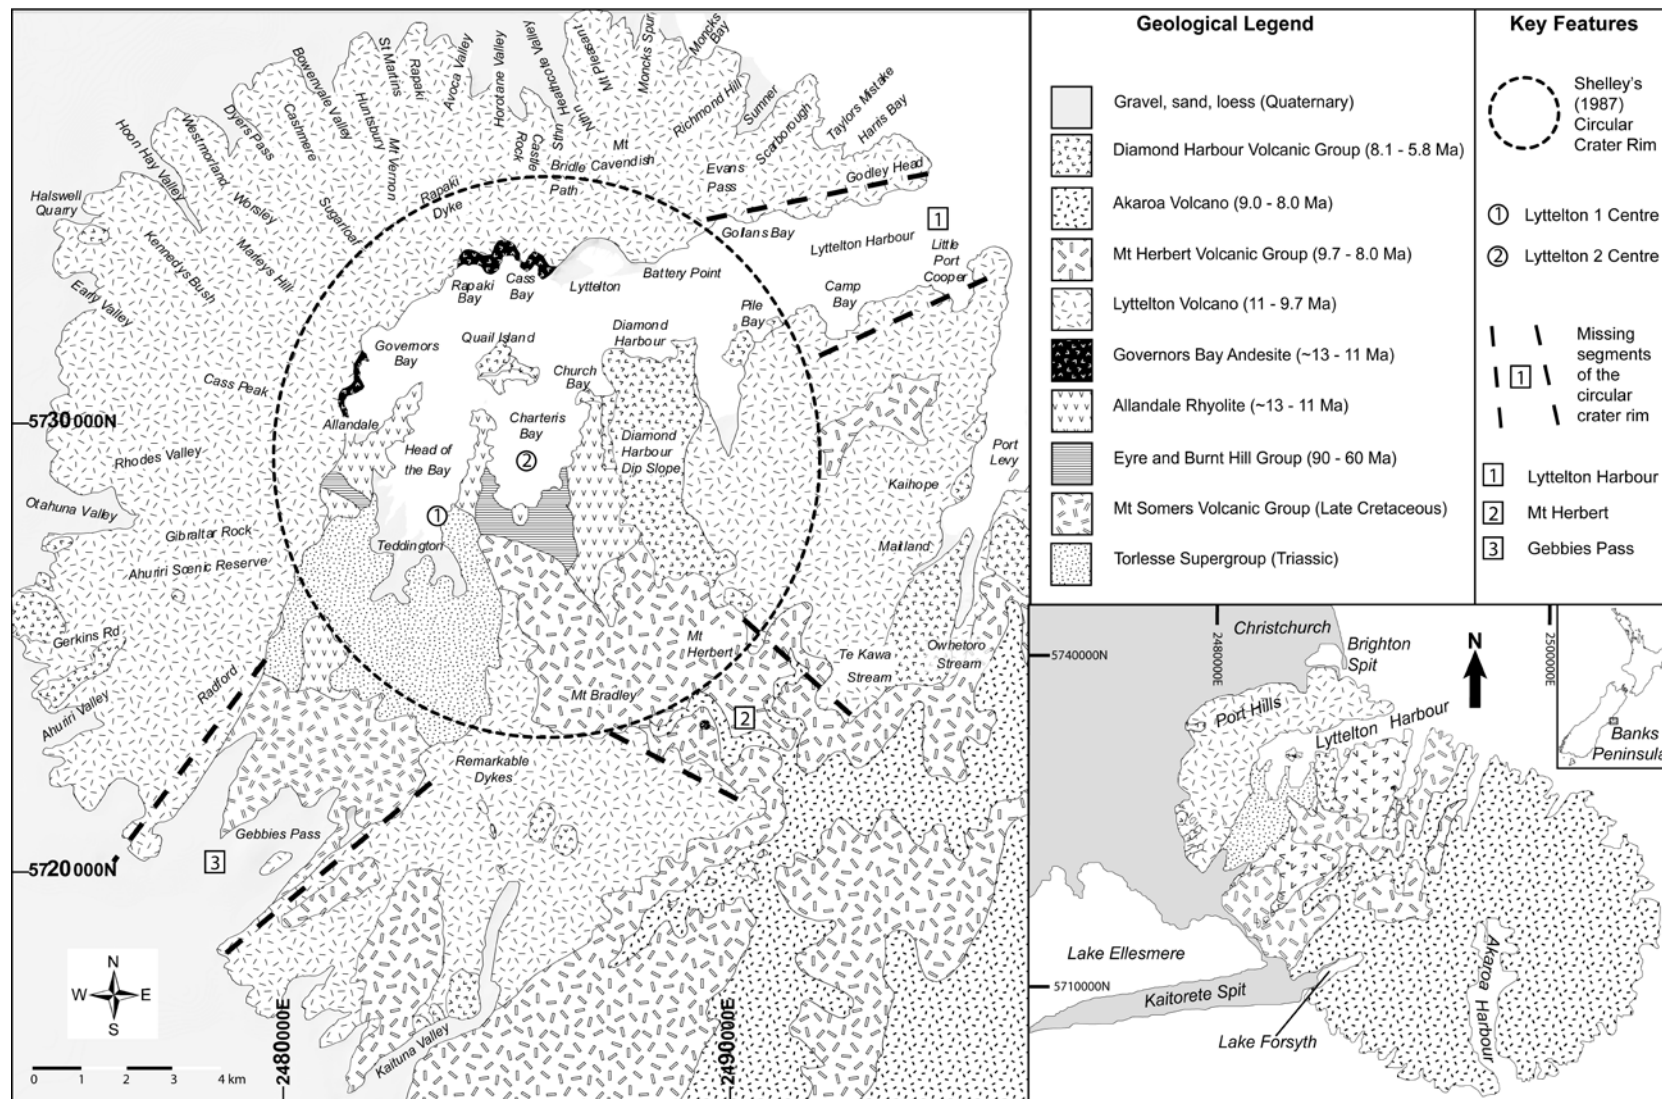 Halswell
Quarry
Hoon Hay Valley
Westmorland
Dyers Pass
Worsley
Cashmere
Bowenvale Valley
Huntsbury
St Martins
Mt Vernon
Rapaki
Avoca Valley
Horotane Valley
Castle
Rock
Heathcote Valley
Nthn
Sthn
Bridle
Path
Mt Pleasant
Mt
Cavendish
Moncks Spur
Moncks
Bay
Richmond Hill
Sumner
Evans
Pass
Scarborough
Taylors Mistake
Harris Bay
Godley Head
Kennedys Bush
Marleys Hill
Sugarloaf
Rapaki
Dyke
Early Valley
Gollans Bay
Lyttelton Harbour
1
Little
Port
Cooper
Rapaki
Bay
Cass
Bay
Lyttelton
Battery Point
Camp
Bay
Pile
Bay
Governors
Bay
Quail Island
Diamond
Harbour
Church
Bay
Cass Peak
5730000N
Allandale
Head of
the Bay
Charteris
Bay
2
Diamond
Harbour
Dip Slope
Port
Levy
Rhodes Valley
Kaihope
Otahuna Valley
1
Gibraltar Rock
Teddington
Maitland
Ahuriri Scenic Reserve
Gerkins Rd
Mt
Herbert
Te Kawa
Stream
Owhetoro
Stream
Radford
Mt Bradley
Ahuriri Valley
2
Remarkable
Dykes
Gebbies Pass
3
5720000N
N
W E
S
Kaituna Valley
2480000E
2490000E
0 1 2 3 4 km
Geological Legend
Gravel, sand, loess (Quaternary)
Diamond Harbour Volcanic Group (8.1 - 5.8 Ma)
Akaroa Volcano (9.0 - 8.0 Ma)
Mt Herbert Volcanic Group (9.7 - 8.0 Ma)
Lyttelton Volcano (11 - 9.7 Ma)
Governors Bay Andesite (~13 - 11 Ma)
Allandale Rhyolite (~13 - 11 Ma)
Eyre and Burnt Hill Group (90 - 60 Ma)
Mt Somers Volcanic Group (Late Cretaceous)
Torlesse Supergroup (Triassic)
Key Features
Shelley's
(1987)
Circular
Crater Rim
1 Lyttelton 1 Centre
2 Lyttelton 2 Centre
1
Missing
segments
of the
circular
crater rim
1 Lyttelton Harbour
2 Mt Herbert
3 Gebbies Pass
Christchurch
2480000E
2500000E
5740000N
Brighton
Spit
N
Port Hills
Lyttelton Harbour
Banks
Peninsula
Lake Ellesmere
5710000N
Kaitorete Spit
Lake Forsyth
Akaroa Harbour